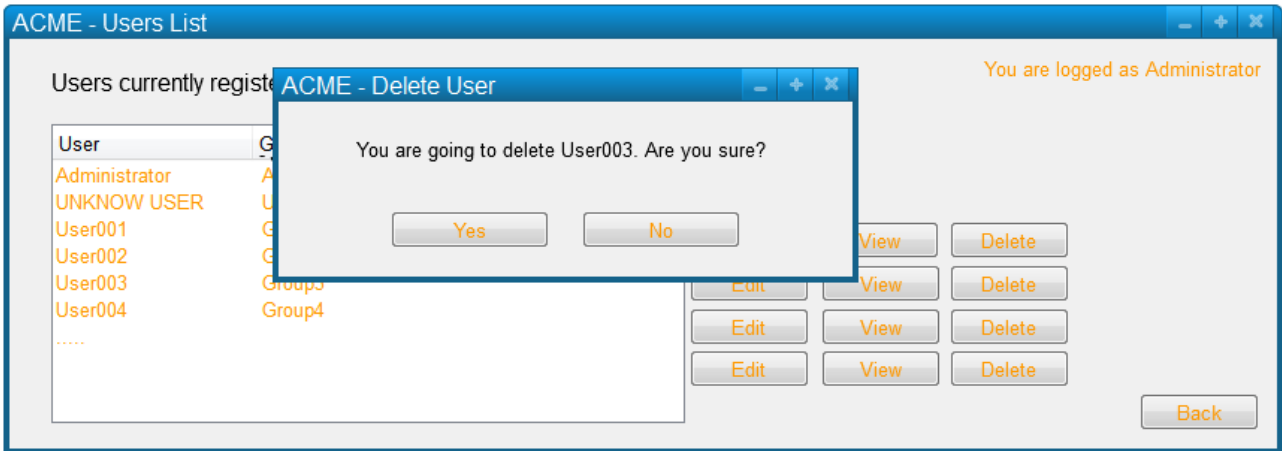 ACME - Users List
You are logged as Administrator
Users currently registe
ACME - Delete User
You are going to delete User003. Are you sure?
Yes No
User G
Administrator A
UNKNOW USER U
User001 G
User002 G
User003 Group3
User004 Group4
.....
View Delete
Edit View Delete
Edit View Delete
Edit View Delete
Back